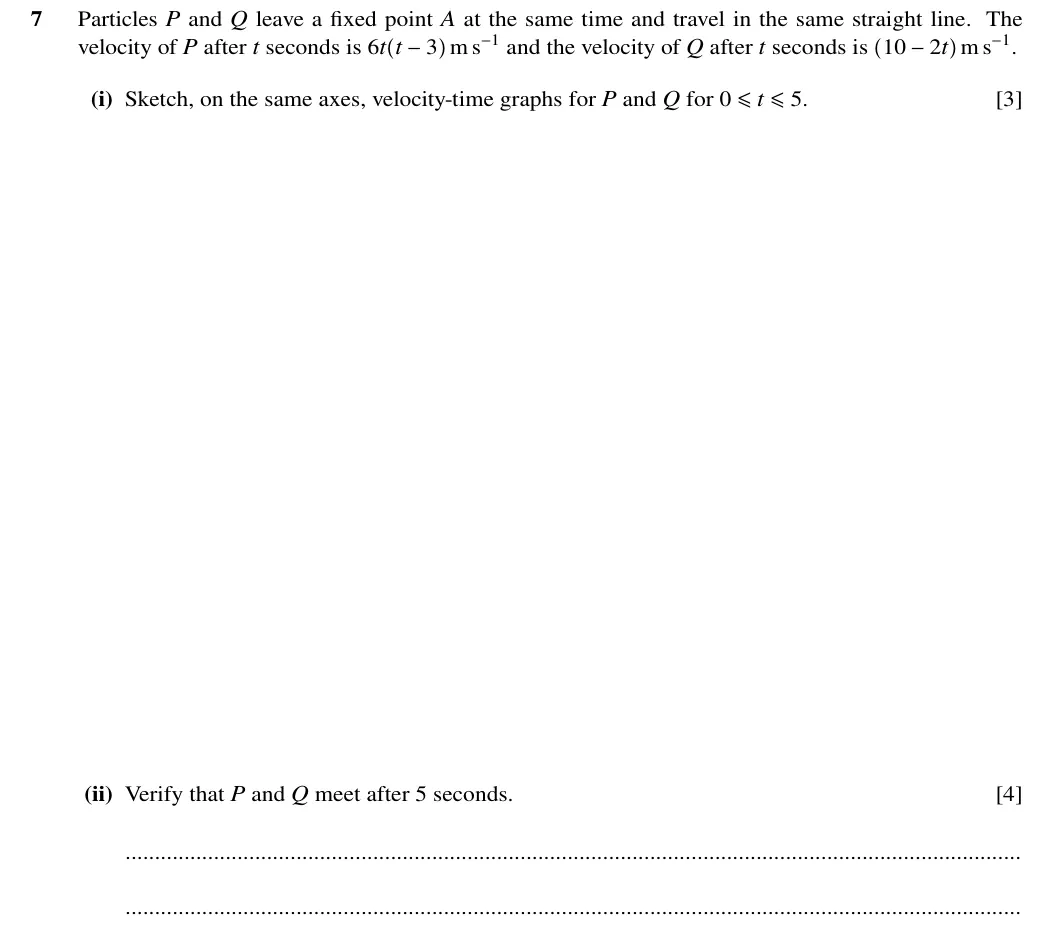 7 Particles P and Q leave a fixed point A at the same time and travel in the same straight line. The
velocity of P after t seconds is 6t(t – 3) m s⁻¹ and the velocity of Q after t seconds is (10 – 2t) m s⁻¹.
(i) Sketch, on the same axes, velocity-time graphs for P and Q for 0 ⩽ t ⩽ 5. [3]
(ii) Verify that P and Q meet after 5 seconds. [4]